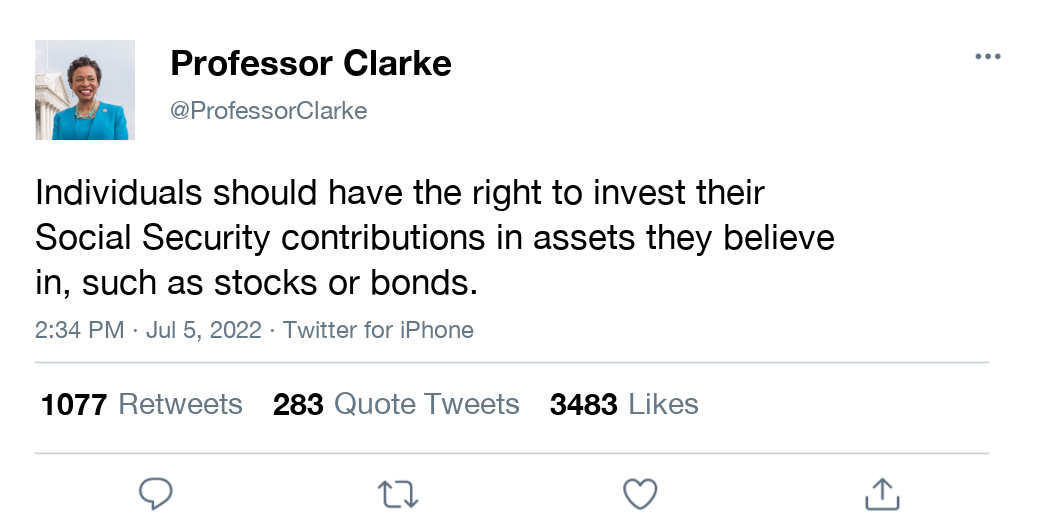 Professor Clarke
@ProfessorClarke
Individuals should have the right to invest their
Social Security contributions in assets they believe
in, such as stocks or bonds.
2:34 PM · Jul 5, 2022 · Twitter for iPhone
1077 Retweets 283 Quote Tweets 3483 Likes